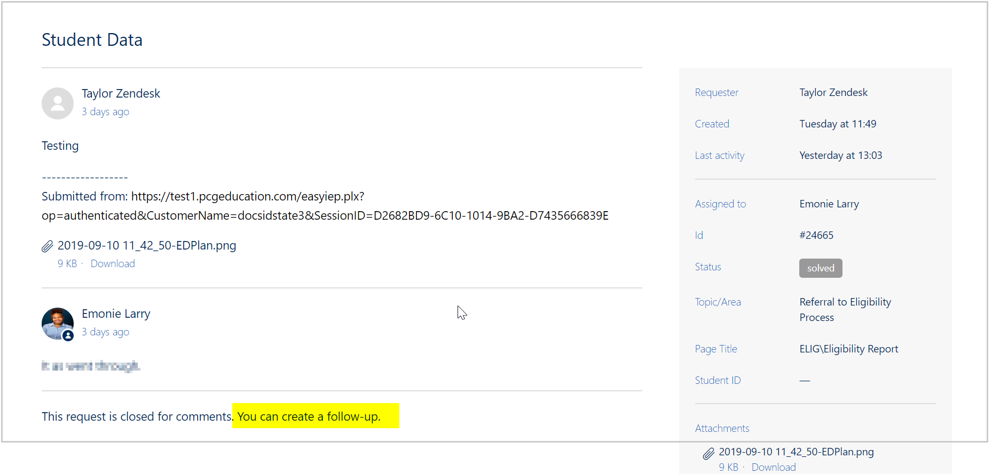 Student Data
Taylor Zendesk
3 days ago
Testing
------------------
Submitted from: https://test1.pcgeducation.com/easyiep.plx?
op=authenticated&CustomerName=docsidstate3&SessionID=D2682BD9-6C10-1014-9BA2-D7435666839E
2019-09-10 11_42_50-EDPlan.png
9 KB · Download
Emonie Larry
3 days ago
This request is closed for comments. You can create a follow-up.
Requester Taylor Zendesk
Created Tuesday at 11:49
Last activity Yesterday at 13:03
Assigned to Emonie Larry
Id #24665
Status solved
Topic/Area Referral to Eligibility
Process
Page Title ELIG\Eligibility Report
Student ID —
Attachments
2019-09-10 11_42_50-EDPlan.png
9 KB · Download